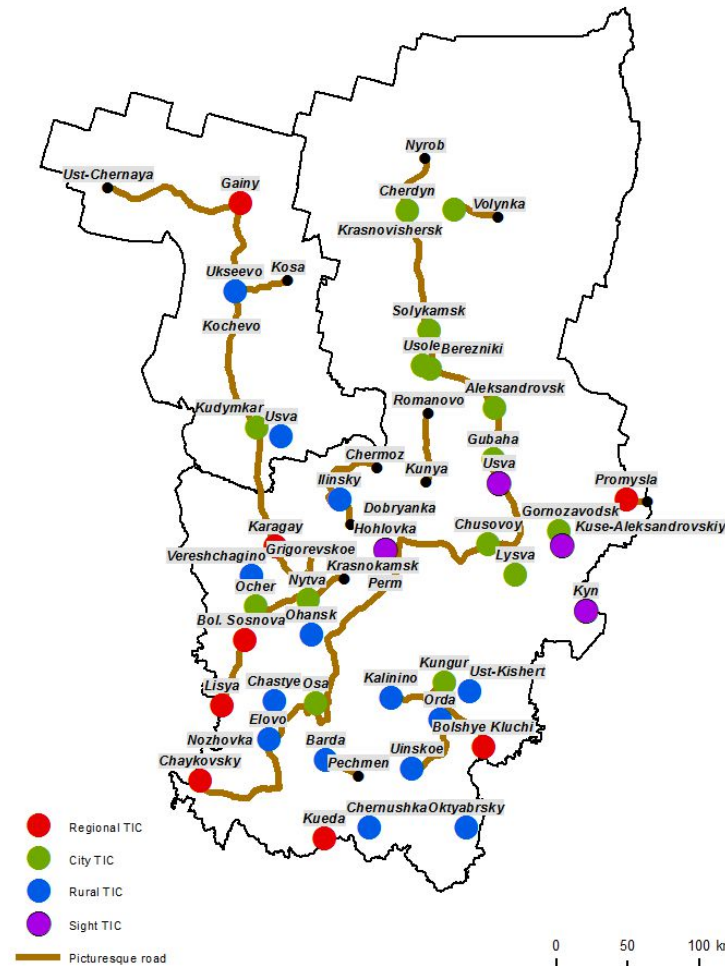 Nyrob
Ust-Chernaya
Gainy
Cherdyn
Volynka
Krasnovishersk
Ukseevo
Kosa
Kochevo
Solykamsk
Usole
Berezniki
Aleksandrovsk
Romanovo
Kudymkar
Usva
Gubaha
Chermoz
Usva
Kunya
Ilinsky
Promysla
Dobryanka
Gornozavodsk
Karagay
Hohlovka
Chusovoy
Kuse-Aleksandrovskiy
Grigorevskoe
Vereshchagino
Krasnokamsk
Lysva
Nytva
Perm
Ocher
Kyn
Bol. Sosnova
Ohansk
Kungur
Ust-Kishert
Kalinino
Lisya
Chastye
Osa
Orda
Elovo
Bolshye Kluchi
Nozhovka
Barda
Uinskoe
Pechmen
Chaykovsky
Kueda
Chernushka
Oktyabrsky
Regional TIC
City TIC
Rural TIC
Sight TIC
Picturesque road
0 50 100